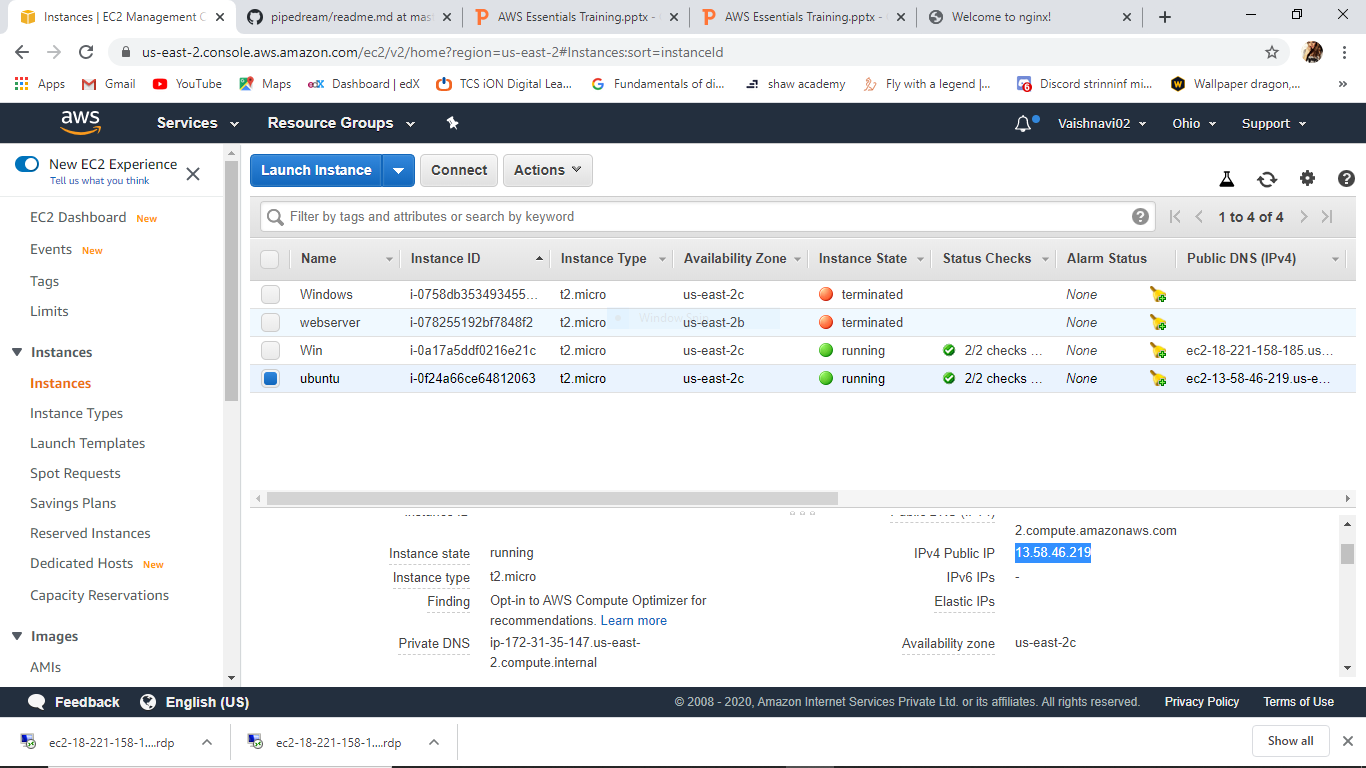 Instances | EC2 Management C
pipedream/readme.md at mas
AWS Essentials Training.pptx -
AWS Essentials Training.pptx -
Welcome to nginx!
us-east-2.console.aws.amazon.com/ec2/v2/home?region=us-east-2#Instances:sort=instanceId
Apps
Gmail
YouTube
Maps
edX
Dashboard | edX
TCS iON Digital Lea...
Fundamentals of di...
shaw academy
Fly with a legend |...
6
Discord strinninf mi...
Wallpaper dragon,...
aws
Services
Resource Groups
Vaishnavi02
Ohio
Support
New EC2 Experience
Tell us what you think
EC2 Dashboard New
Events New
Tags
Limits
Instances
Instances
Instance Types
Launch Templates
Spot Requests
Savings Plans
Reserved Instances
Dedicated Hosts New
Capacity Reservations
Images
AMIs
Launch Instance
Connect
Actions
Filter by tags and attributes or search by keyword
1 to 4 of 4
Name Instance ID Instance Type Availability Zone Instance State Status Checks Alarm Status Public DNS (IPv4)
Windows i-0758db353493455... t2.micro us-east-2c terminated None
webserver i-078255192bf7848f2 t2.micro us-east-2b terminated None
Win i-0a17a5ddf0216e21c t2.micro us-east-2c running 2/2 checks ... None ec2-18-221-158-185.us...
ubuntu i-0f24a66ce64812063 t2.micro us-east-2c running 2/2 checks ... None ec2-13-58-46-219.us-e...
2.compute.amazonaws.com
Instance state running
IPv4 Public IP 13.58.46.219
Instance type t2.micro
IPv6 IPs -
Finding Opt-in to AWS Compute Optimizer for
recommendations. Learn more
Elastic IPs
Private DNS ip-172-31-35-147.us-east-
2.compute.internal
Availability zone us-east-2c
Feedback
English (US)
© 2008 - 2020, Amazon Internet Services Private Ltd. or its affiliates. All rights reserved.
Privacy Policy
Terms of Use
ec2-18-221-158-1....rdp
ec2-18-221-158-1....rdp
Show all